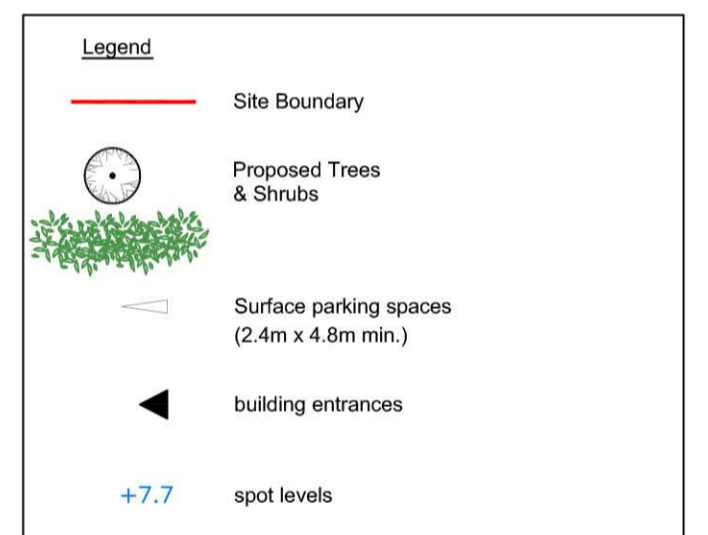 Legend
Site Boundary
Proposed Trees
& Shrubs
Surface parking spaces
(2.4m x 4.8m min.)
building entrances
+7.7 spot levels